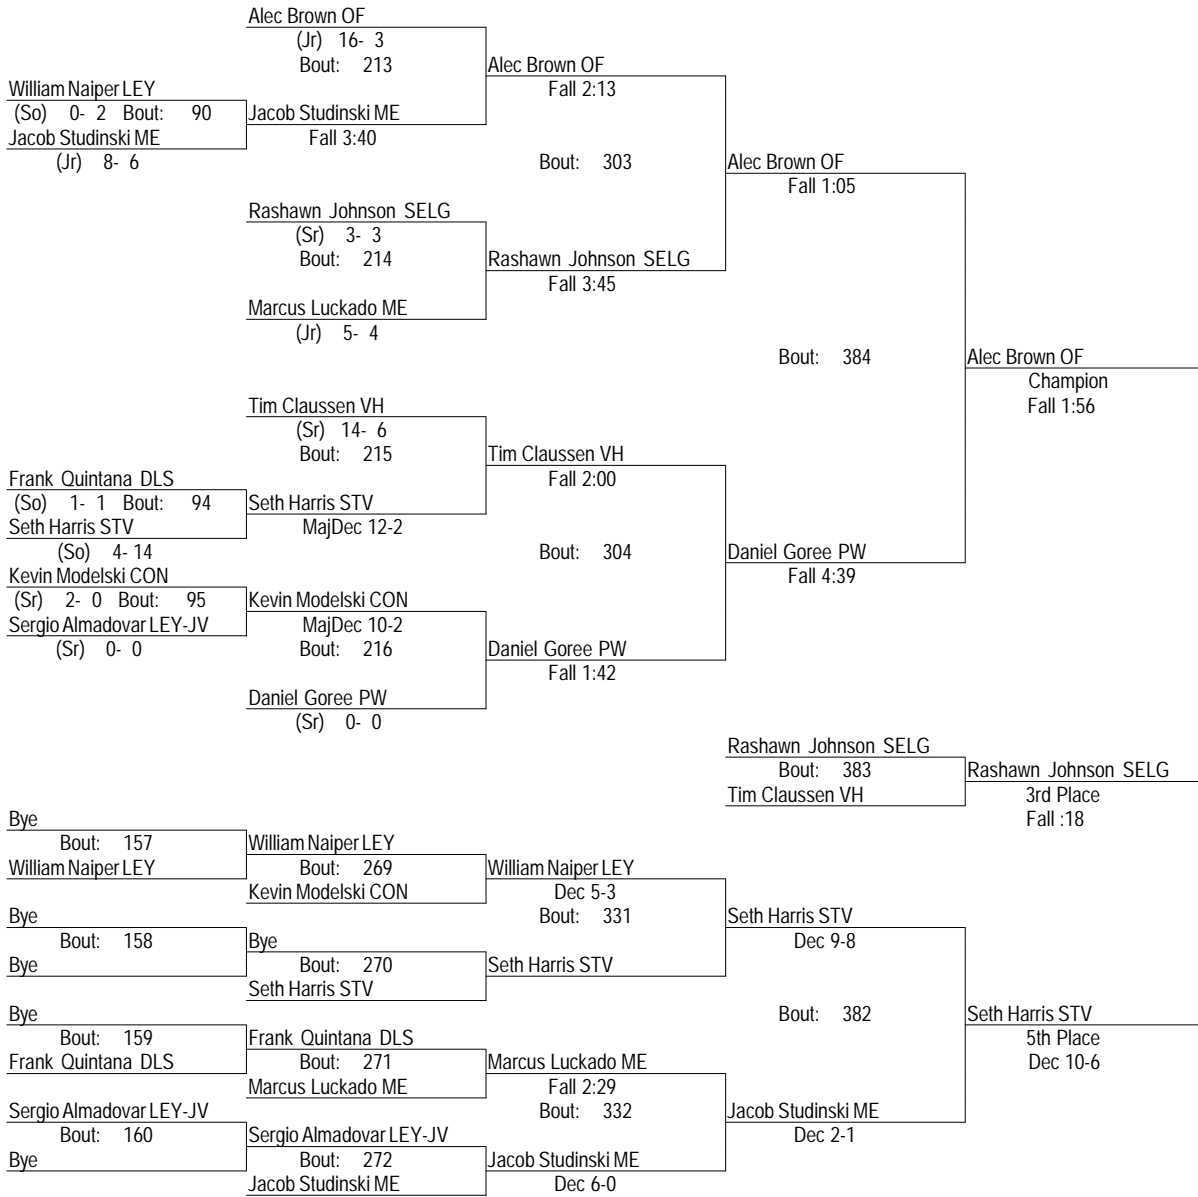 Alec Brown OF
(Jr) 16- 3
Bout: 213
Alec Brown OF
Fall 2:13
William Naiper LEY
(So) 0- 2 Bout: 90
Jacob Studinski ME
Jacob Studinski ME
Fall 3:40
(Jr) 8- 6
Bout: 303
Alec Brown OF
Fall 1:05
Rashawn Johnson SELG
(Sr) 3- 3
Bout: 214
Rashawn Johnson SELG
Fall 3:45
Marcus Luckado ME
(Jr) 5- 4
Bout: 384
Alec Brown OF
Champion
Fall 1:56
Tim Claussen VH
(Sr) 14- 6
Bout: 215
Tim Claussen VH
Fall 2:00
Frank Quintana DLS
(So) 1- 1 Bout: 94
Seth Harris STV
Seth Harris STV
MajDec 12-2
(So) 4- 14
Bout: 304
Daniel Goree PW
Fall 4:39
Kevin Modelski CON
(Sr) 2- 0 Bout: 95
Kevin Modelski CON
Sergio Almadovar LEY-JV
MajDec 10-2
(Sr) 0- 0
Bout: 216
Daniel Goree PW
Fall 1:42
Daniel Goree PW
(Sr) 0- 0
Rashawn Johnson SELG
Bout: 383
Rashawn Johnson SELG
Tim Claussen VH
3rd Place
Fall :18
Bye
Bout: 157
William Naiper LEY
William Naiper LEY
Bout: 269
William Naiper LEY
Kevin Modelski CON
Dec 5-3
Bye
Bout: 331
Seth Harris STV
Bout: 158
Bye
Dec 9-8
Bye
Bout: 270
Seth Harris STV
Seth Harris STV
Bye
Bout: 382
Seth Harris STV
Bout: 159
Frank Quintana DLS
5th Place
Frank Quintana DLS
Bout: 271
Marcus Luckado ME
Dec 10-6
Marcus Luckado ME
Fall 2:29
Sergio Almadovar LEY-JV
Bout: 332
Jacob Studinski ME
Bout: 160
Sergio Almadovar LEY-JV
Dec 2-1
Bye
Bout: 272
Jacob Studinski ME
Jacob Studinski ME
Dec 6-0